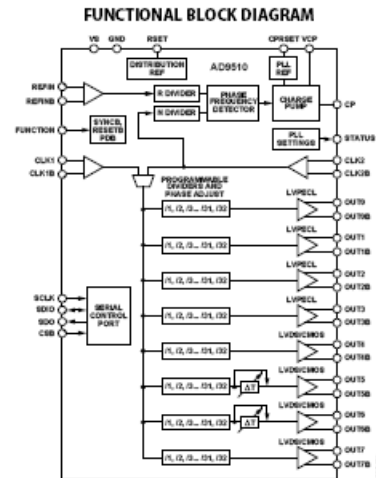 FUNCTIONAL BLOCK DIAGRAM
VS GND RSET CPRSET VCP
DISTRIBUTION REF
AD9510
PLL REF
REFIN
REFINB
R DIVIDER
N DIVIDER
PHASE FREQUENCY DETECTOR
CHARGE PUMP
CP
FUNCTION
SYNCB, RESETB PDB
PLL SETTINGS
STATUS
CLK1
CLK1B
CLK2
CLK2B
PROGRAMMABLE DIVIDERS AND PHASE ADJUST
LVPECL
/1, /2, /3... /31, /32
OUT0
OUT0B
LVPECL
/1, /2, /3... /31, /32
OUT1
OUT1B
LVPECL
/1, /2, /3... /31, /32
OUT2
OUT2B
SCLK
SDIO
SDO
CSB
SERIAL CONTROL PORT
LVPECL
/1, /2, /3... /31, /32
OUT3
OUT3B
LVDS/CMOS
/1, /2, /3... /31, /32
OUT4
OUT4B
LVDS/CMOS
/1, /2, /3... /31, /32
ΔT
OUT5
OUT5B
LVDS/CMOS
/1, /2, /3... /31, /32
ΔT
OUT6
OUT6B
LVDS/CMOS
/1, /2, /3... /31, /32
OUT7
OUT7B